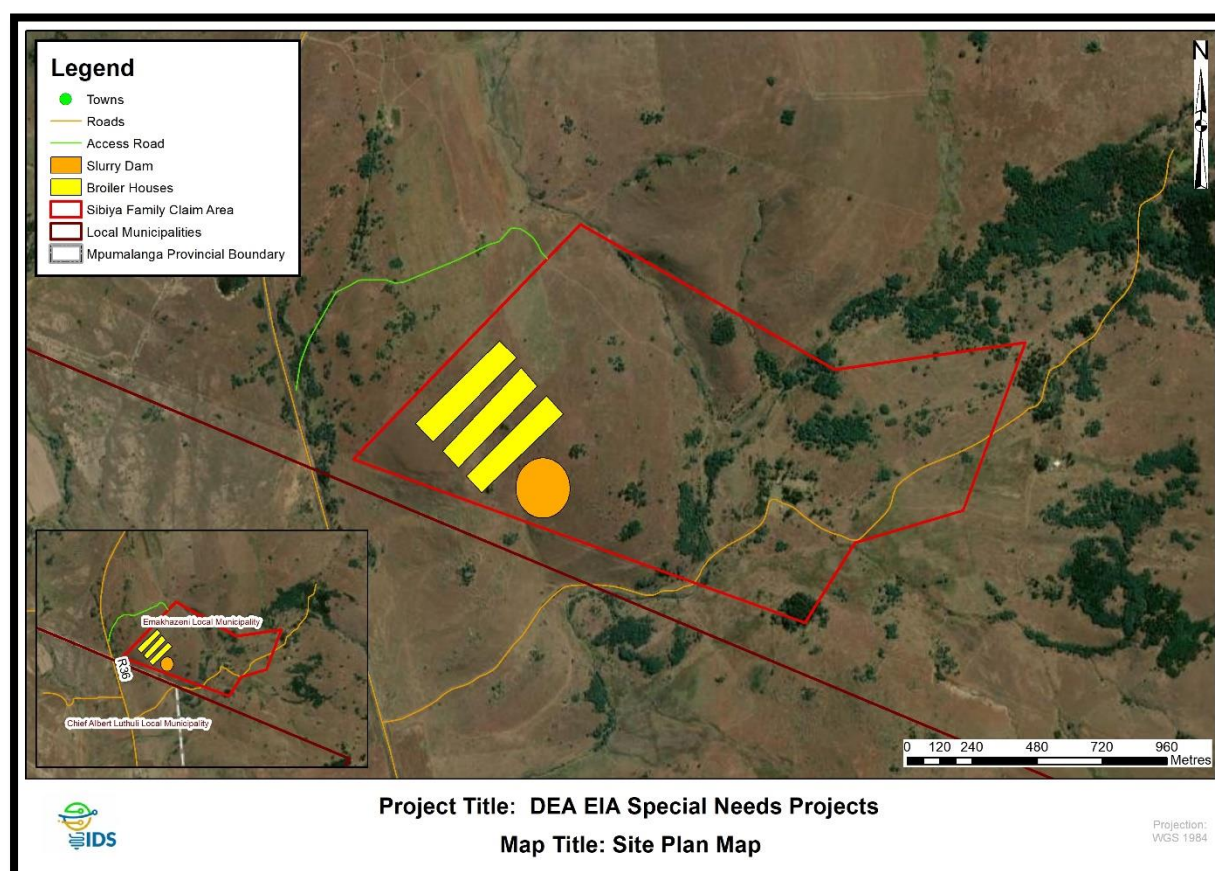 Legend
Towns
Roads
Access Road
Slurry Dam
Broiler Houses
Sibiya Family Claim Area
Local Municipalities
Mpumalanga Provincial Boundary
N
Emakhazeni Local Municipality
R36
Chief Albert Luthuli Local Municipality
0 120 240 480 720 960
Metres
Project Title: DEA EIA Special Needs Projects
Map Title: Site Plan Map
IDS
Projection:
WGS 1984